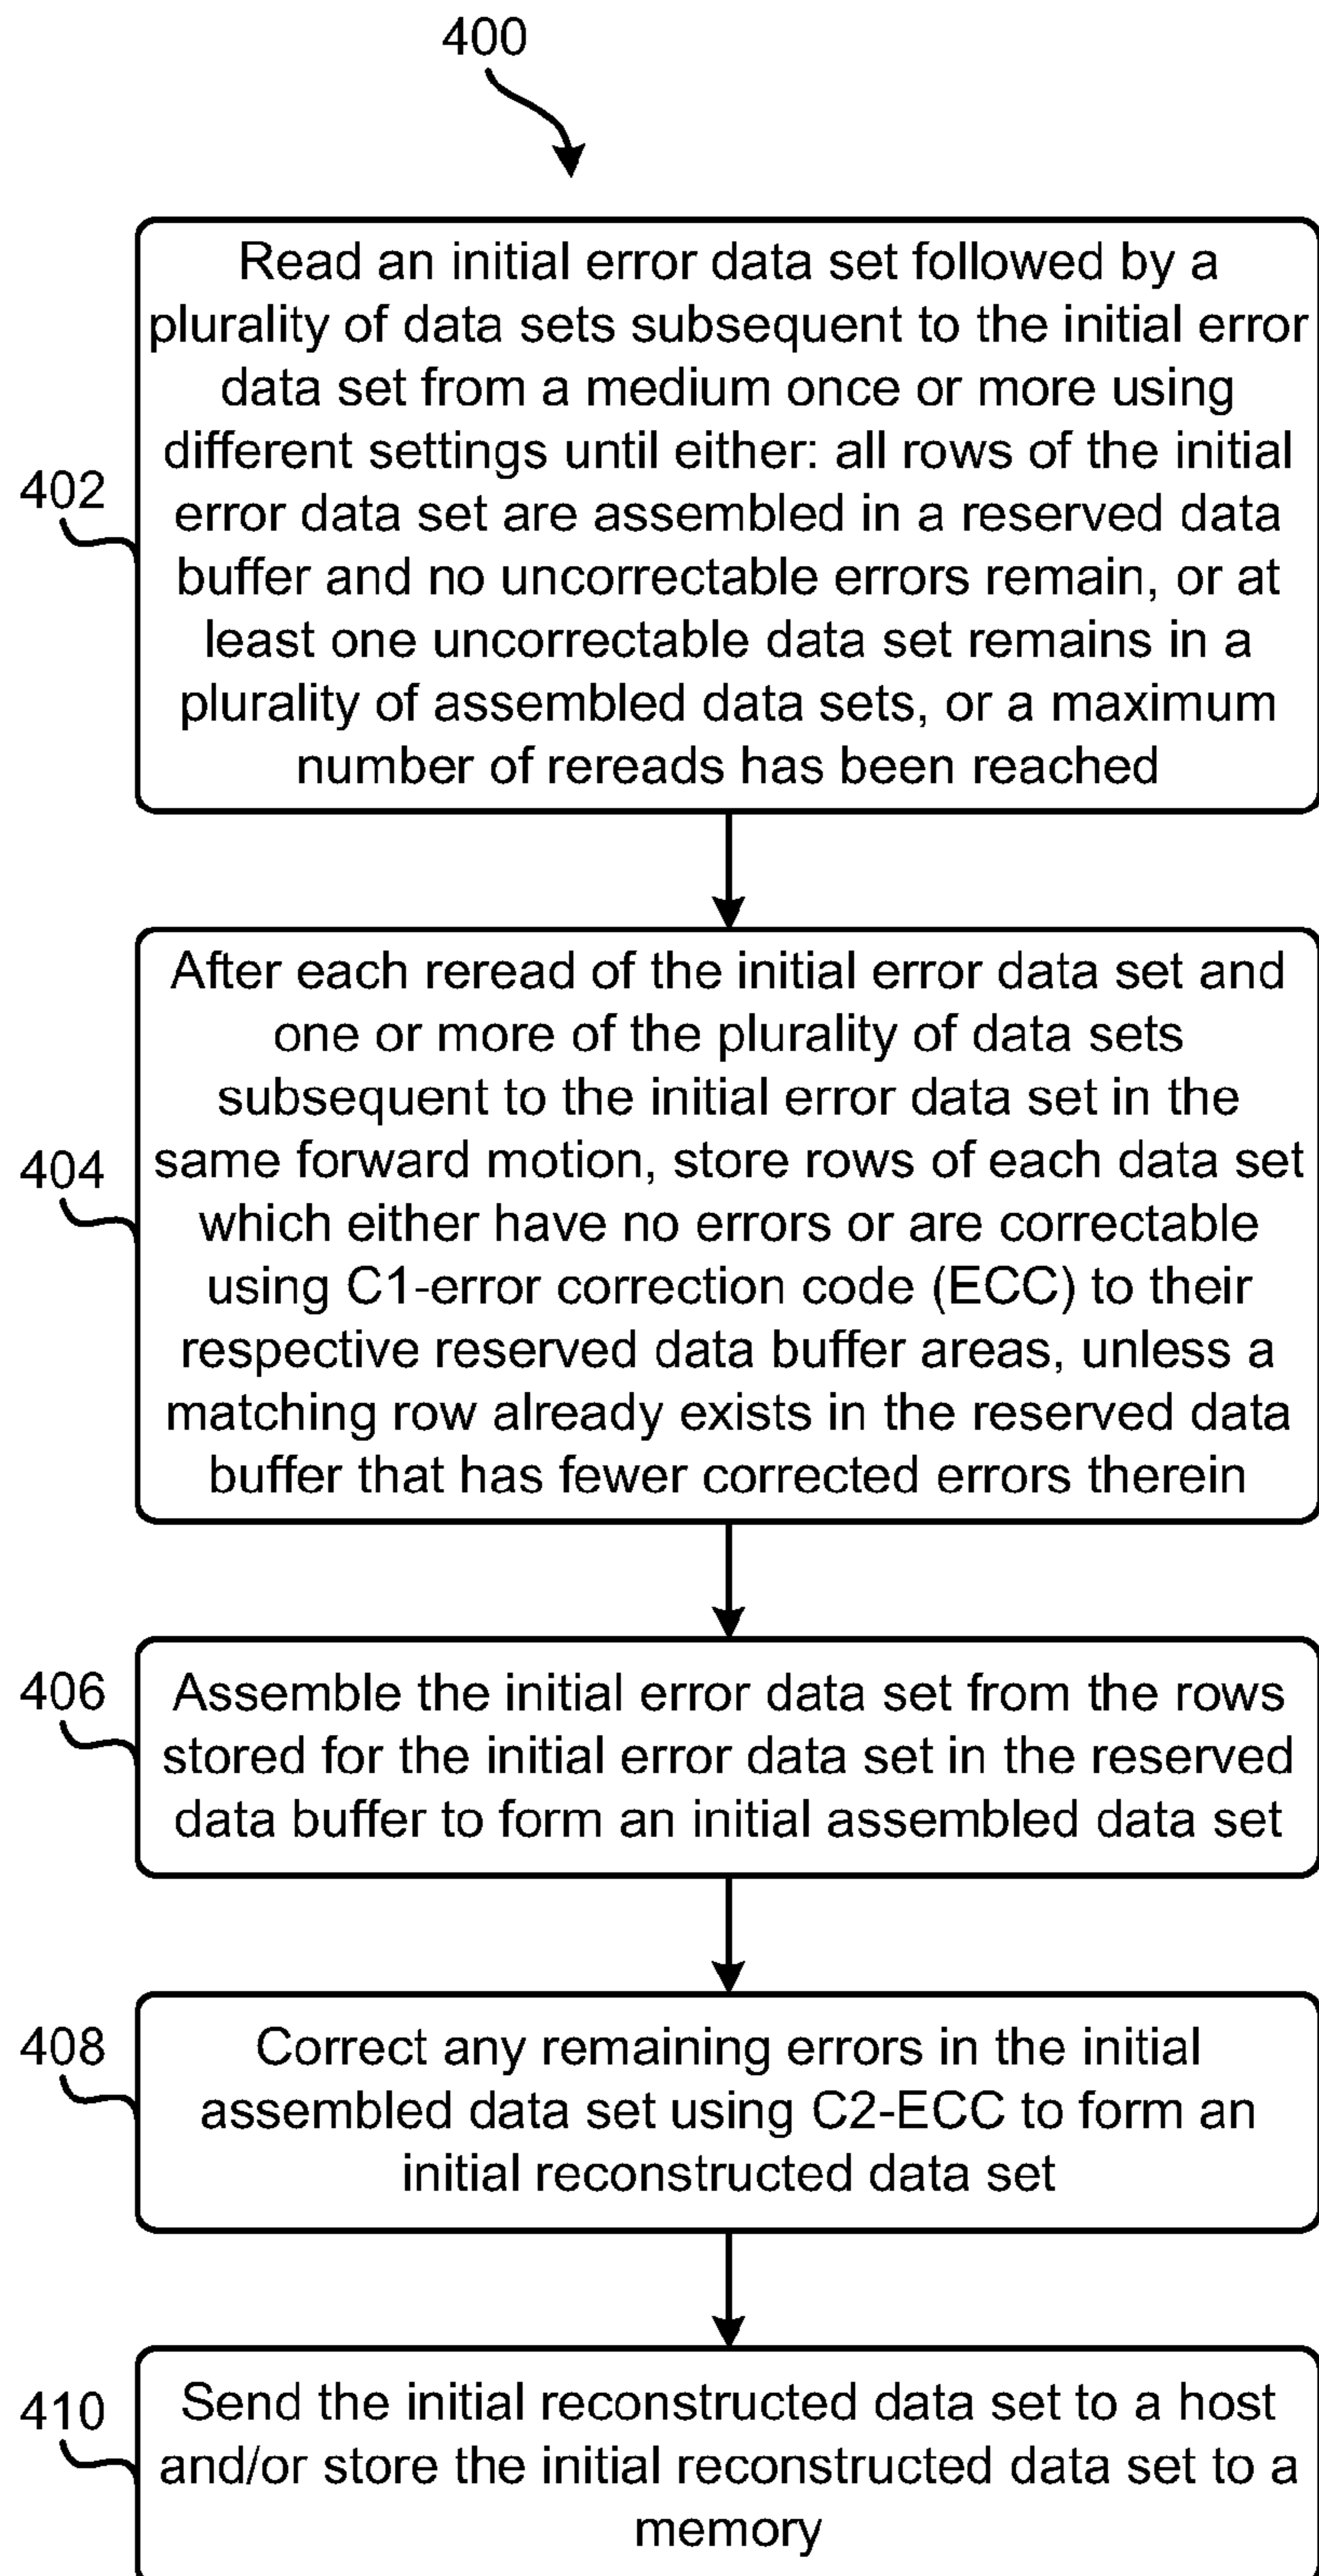 400
Read an initial error data set followed by a
plurality of data sets subsequent to the initial error
data set from a medium once or more using
different settings until either: all rows of the initial
402
error data set are assembled in a reserved data
buffer and no uncorrectable errors remain, or at
least one uncorrectable data set remains in a
plurality of assembled data sets, or a maximum
number of rereads has been reached
After each reread of the initial error data set and
one or more of the plurality of data sets
subsequent to the initial error data set in the
404
same forward motion, store rows of each data set
which either have no errors or are correctable
using C1-error correction code (ECC) to their
respective reserved data buffer areas, unless a
matching row already exists in the reserved data
buffer that has fewer corrected errors therein
406
Assemble the initial error data set from the rows
stored for the initial error data set in the reserved
data buffer to form an initial assembled data set
408
Correct any remaining errors in the initial
assembled data set using C2-ECC to form an
initial reconstructed data set
410
Send the initial reconstructed data set to a host
and/or store the initial reconstructed data set to a
memory